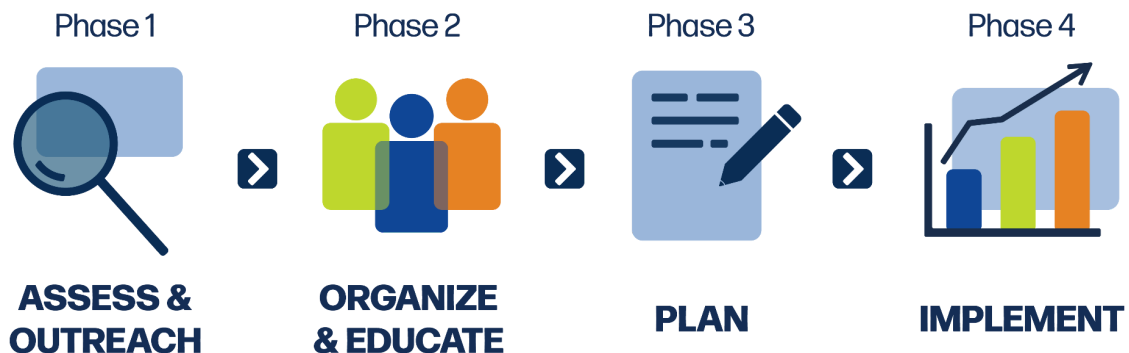 Phase 1
ASSESS &
OUTREACH
Phase 2
ORGANIZE
& EDUCATE
Phase 3
PLAN
Phase 4
IMPLEMENT